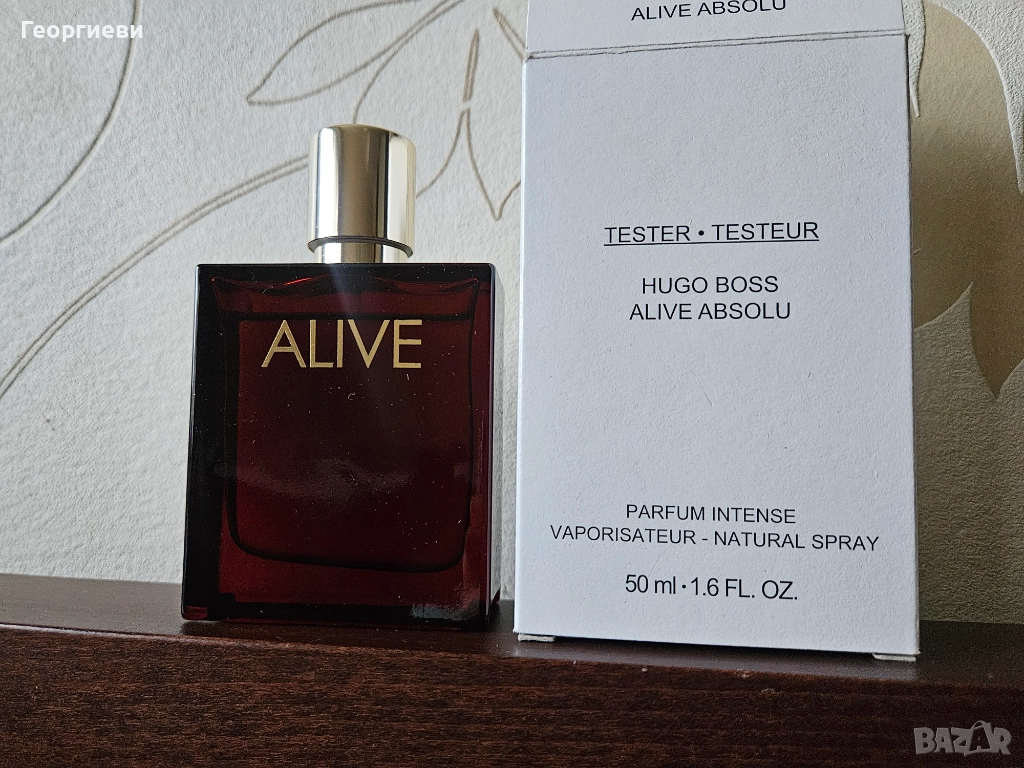 Георгиеви
ALIVE ABSOLU
ALIVE
TESTER • TESTEUR
HUGO BOSS
ALIVE ABSOLU
PARFUM INTENSE
VAPORISATEUR - NATURAL SPRAY
50 ml • 1.6 FL. OZ.
BAZAR